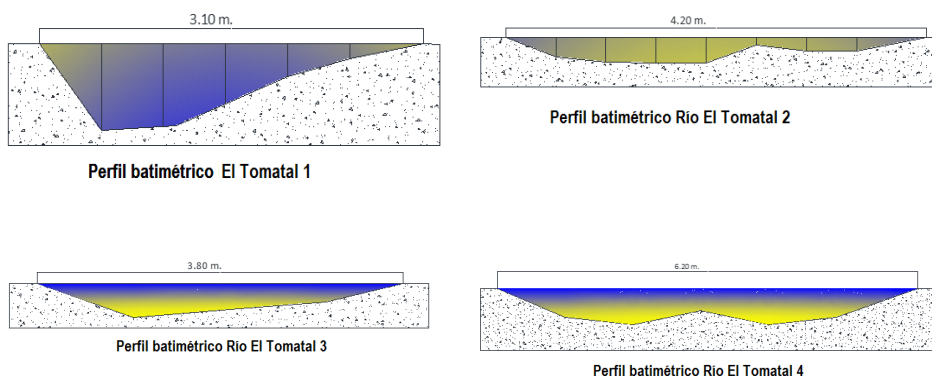 3.10 m.
4.20 m.
Perfil batimétrico El Tomatal 1
Perfil batimétrico Río El Tomatal 2
3.80 m.
6.20 m.
Perfil batimétrico Río El Tomatal 3
Perfil batimétrico Río El Tomatal 4